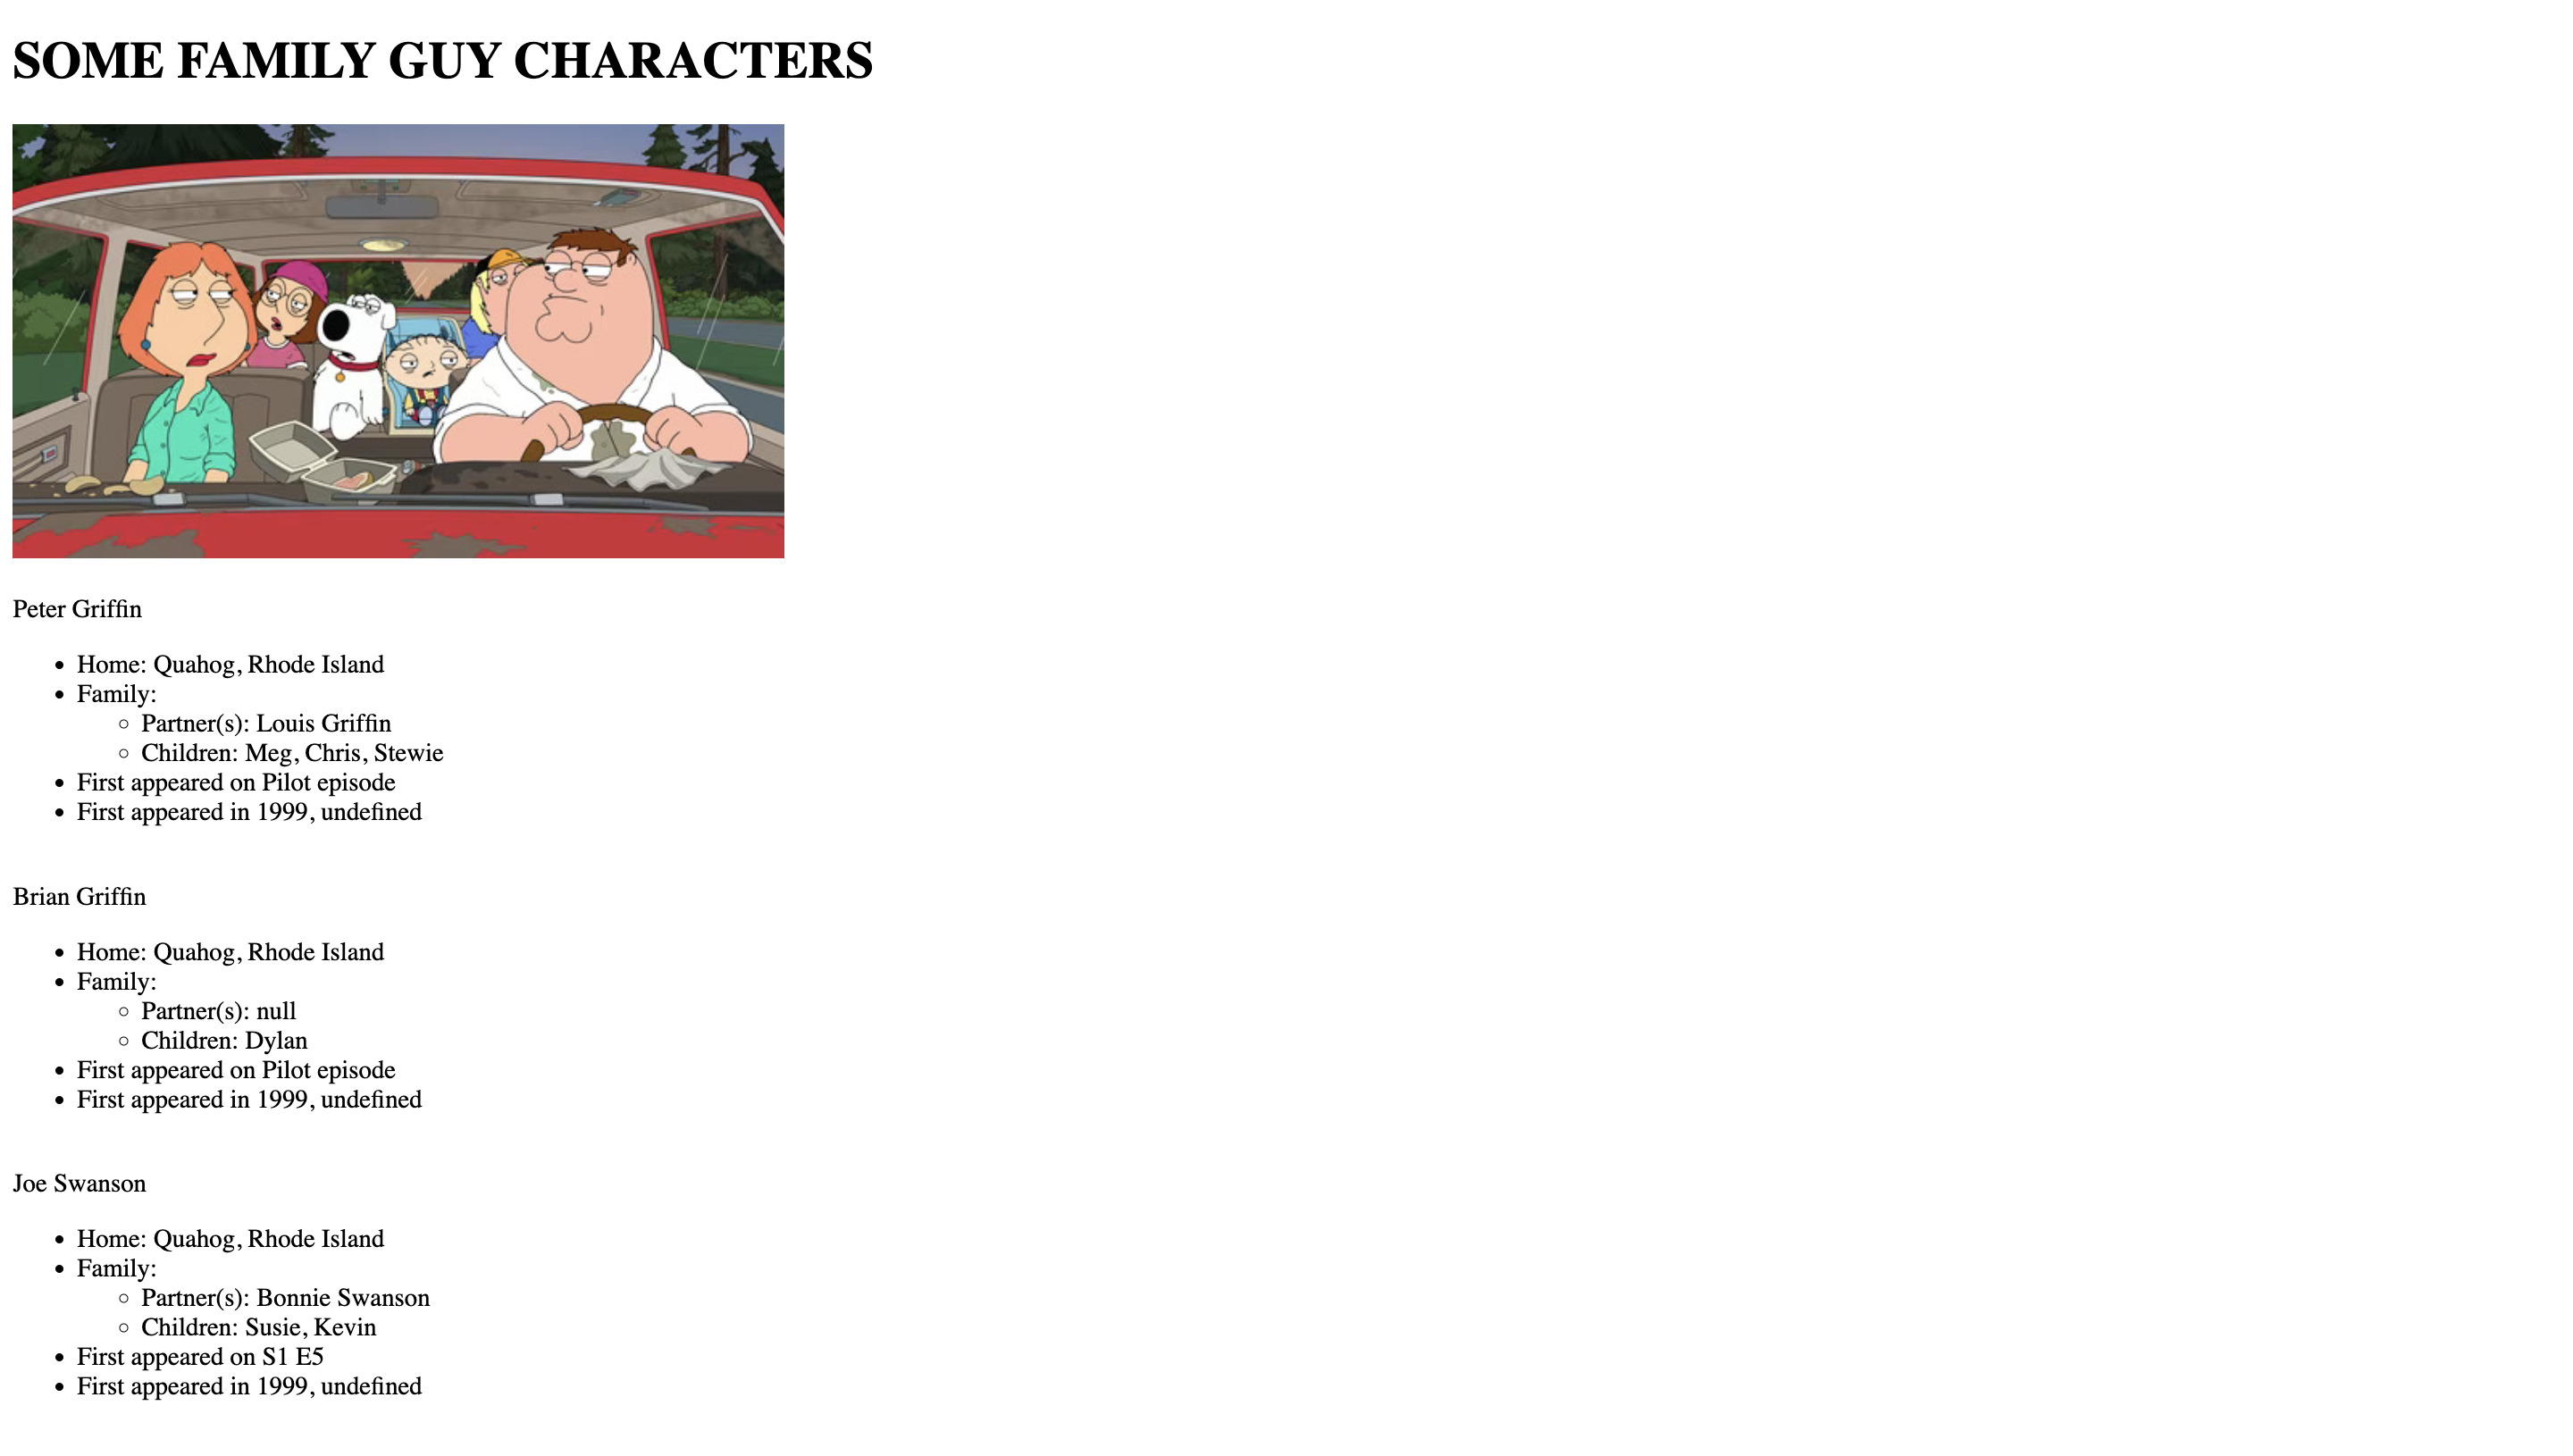 SOME FAMILY GUY CHARACTERS
Peter Griffin
Home: Quahog, Rhode Island
Family:
Partner(s): Louis Griffin
Children: Meg, Chris, Stewie
First appeared on Pilot episode
First appeared in 1999, undefined
Brian Griffin
Home: Quahog, Rhode Island
Family:
Partner(s): null
Children: Dylan
First appeared on Pilot episode
First appeared in 1999, undefined
Joe Swanson
Home: Quahog, Rhode Island
Family:
Partner(s): Bonnie Swanson
Children: Susie, Kevin
First appeared on S1 E5
First appeared in 1999, undefined